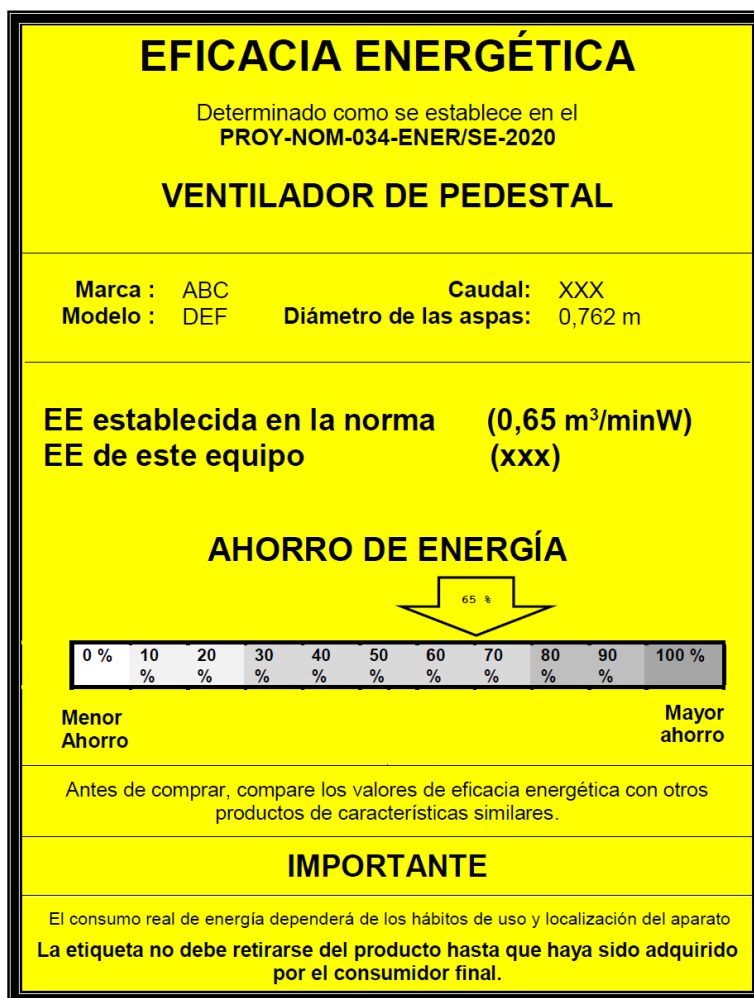 EFICACIA ENERGÉTICA
Determinado como se establece en el
PROY-NOM-034-ENER/SE-2020
VENTILADOR DE PEDESTAL
Marca : ABC Caudal: XXX
Modelo : DEF Diámetro de las aspas: 0,762 m
EE establecida en la norma (0,65 m³/minW)
EE de este equipo (xxx)
AHORRO DE ENERGÍA
65 %
0 % 10 % 20 % 30 % 40 % 50 % 60 % 70 % 80 % 90 % 100 %
Menor Ahorro
Mayor ahorro
Antes de comprar, compare los valores de eficacia energética con otros
productos de características similares.
IMPORTANTE
El consumo real de energía dependerá de los hábitos de uso y localización del aparato
La etiqueta no debe retirarse del producto hasta que haya sido adquirido
por el consumidor final.